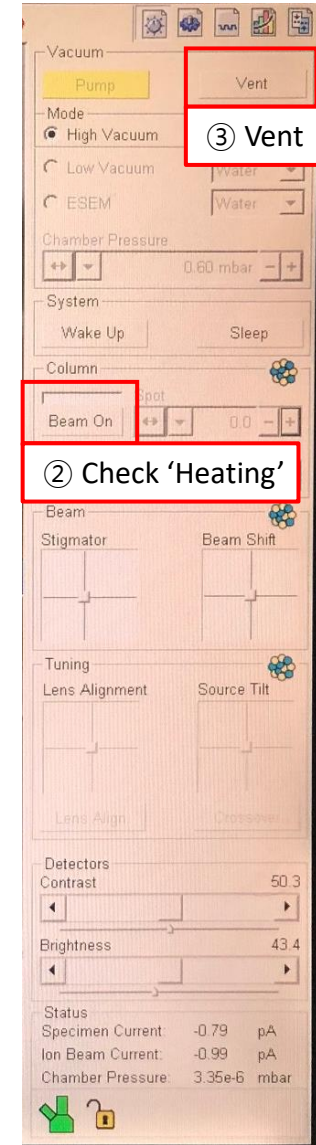 Vacuum
Pump
Vent
Mode
High Vacuum
③ Vent
Low Vacuum
Water
ESEM
Water
Chamber Pressure
0.60 mbar
System
Wake Up
Sleep
Column
Spot
Beam On
0.0
② Check ‘Heating’
Beam
Stigmator
Beam Shift
Tuning
Lens Alignment
Source Tilt
Lens Align
Crossover
Detectors
Contrast
50.3
Brightness
43.4
Status
Specimen Current: -0.79 pA
Ion Beam Current: -0.99 pA
Chamber Pressure: 3.35e-6 mbar